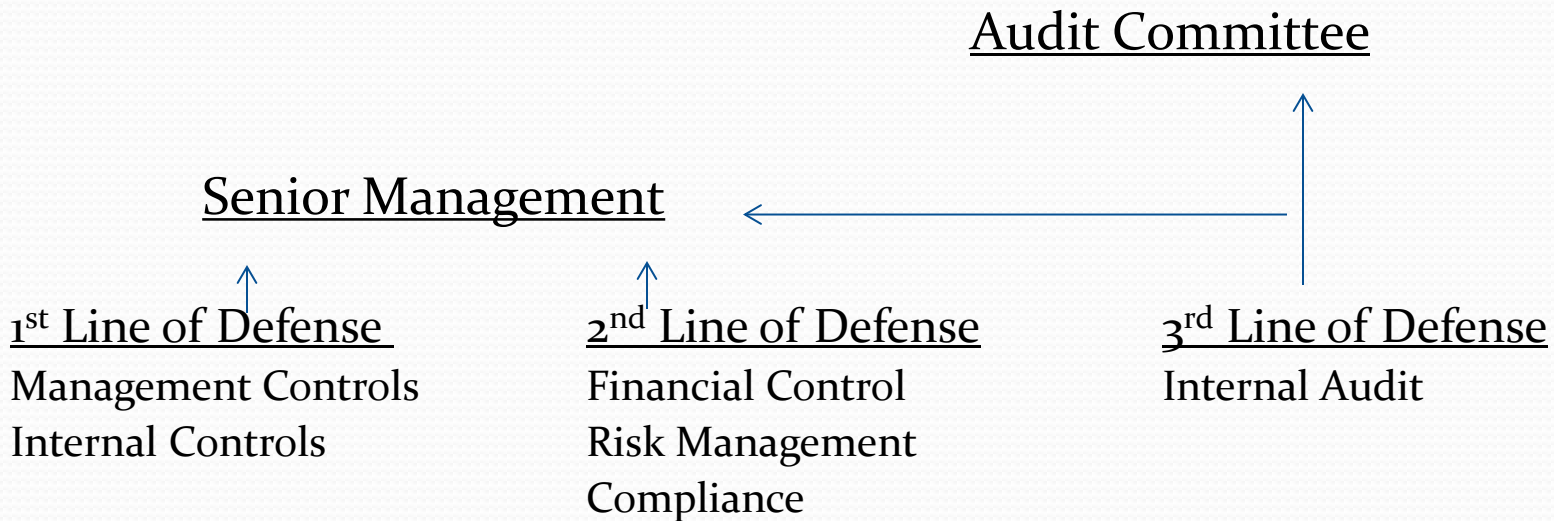 Audit Committee
Senior Management
1st Line of Defense
Management Controls
Internal Controls
2nd Line of Defense
Financial Control
Risk Management
Compliance
3rd Line of Defense
Internal Audit